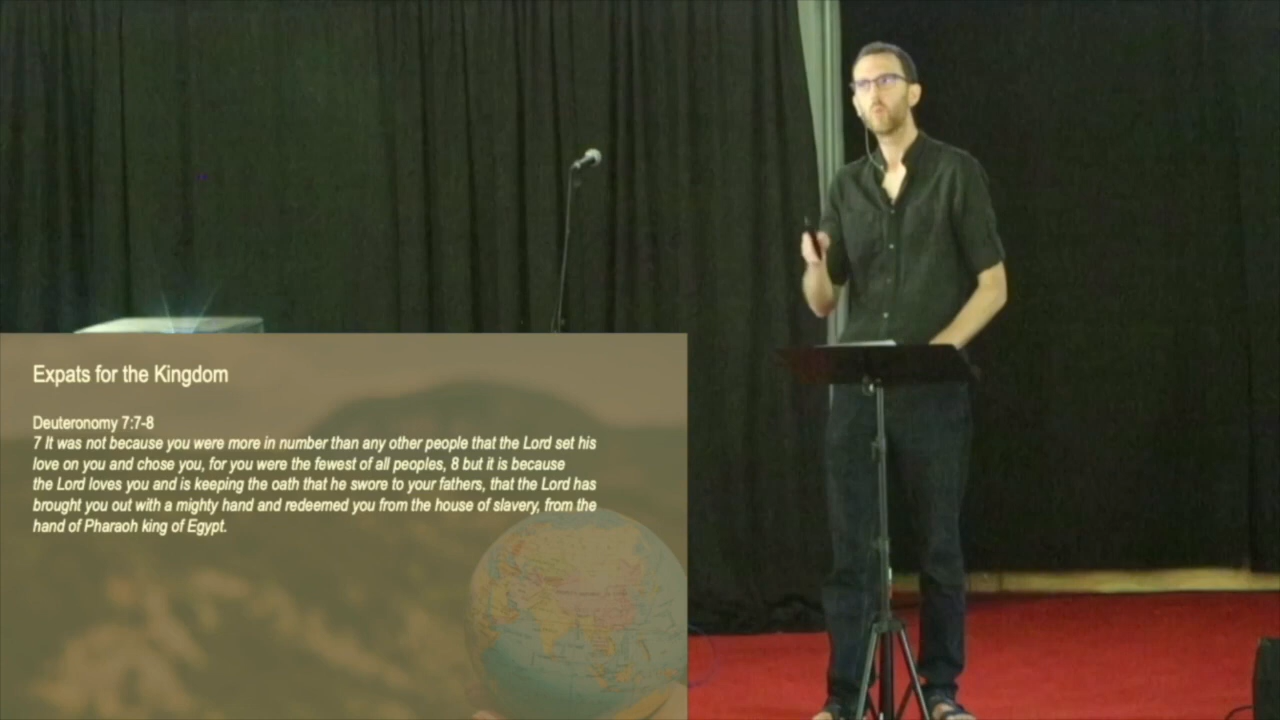 Expats for the Kingdom
Deuteronomy 7:7-8
7 It was not because you were more in number than any other people that the Lord set his
love on you and chose you, for you were the fewest of all peoples, 8 but it is because
the Lord loves you and is keeping the oath that he swore to your fathers, that the Lord has
brought you out with a mighty hand and redeemed you from the house of slavery, from the
hand of Pharaoh king of Egypt.